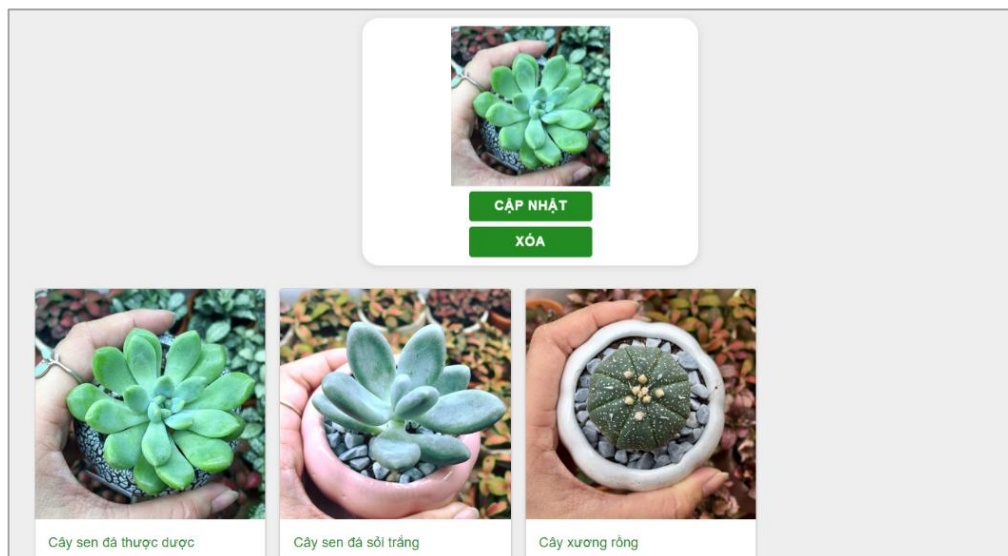 CẬP NHẬT
XÓA
Cây sen đá thược dược
Cây sen đá sỏi trắng
Cây xương rồng